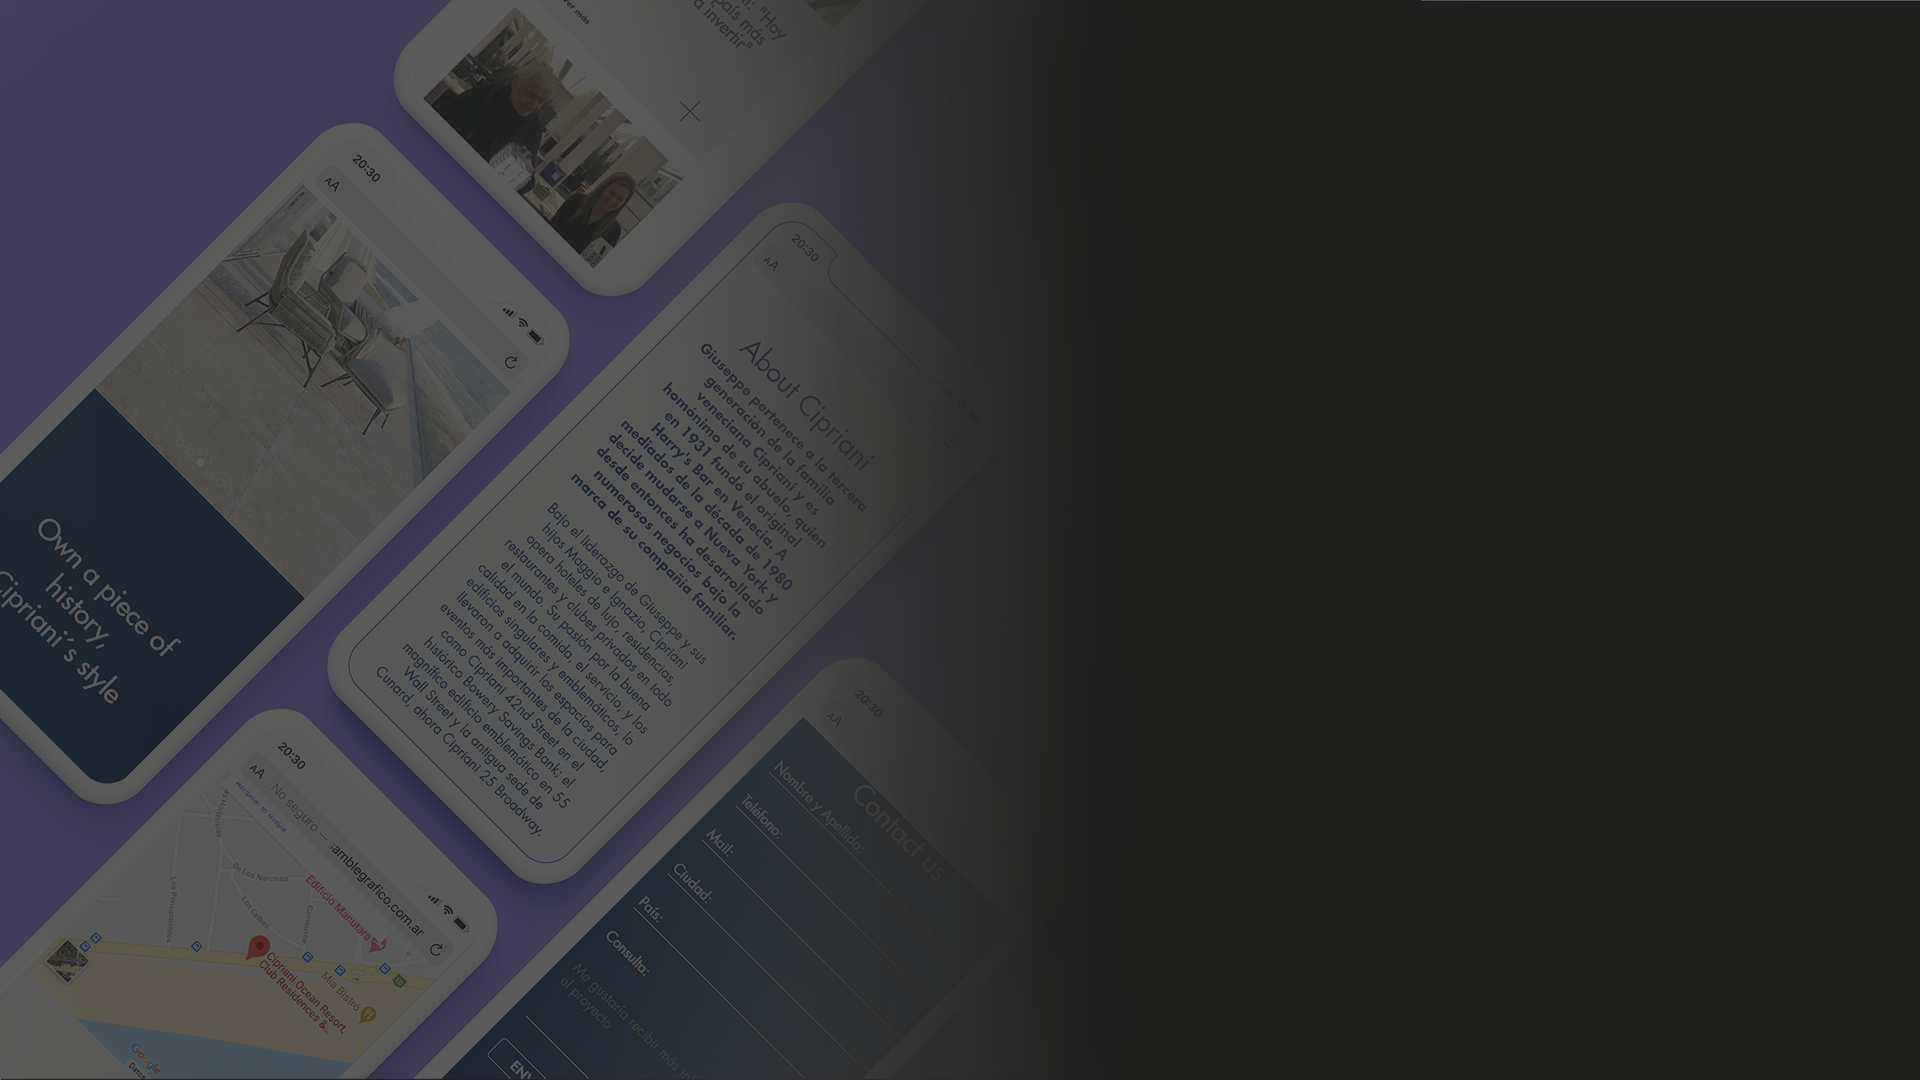 Ver más
"Hoy
país más
invertir"
20:30
AA
Own a piece of
history,
Cipriani´s style
20:30
AA
About Cipriani
Giuseppe pertenece a la tercera
generación de la familia
veneciana Cipriani y es
homónimo de su abuelo, quien
en 1931 fundó el original
Harry's Bar en Venecia. A
mediados de la década de 1980
decide mudarse a Nueva York y
desde entonces ha desarrollado
numerosos negocios bajo la
marca de su compañía familiar.
Bajo el liderazgo de Giuseppe y sus
hijos Maggio e Ignazio, Cipriani
opera hoteles de lujo, residencias,
restaurantes y clubes privados en todo
el mundo. Su pasión por la buena
calidad en la comida, el servicio, y los
edificios singulares y emblemáticos, lo
llevaron a adquirir los espacios para
eventos más importantes de la ciudad,
como Cipriani 42nd Street en el
histórico Bowery Savings Bank; el
magnífico edificio emblemático en 55
Wall Street y la antigua sede de
Cunard, ahora Cipriani 25 Broadway.
20:30
AA
No seguro —
amblegrafico.com.ar
De Los Narcisos
Los Pensamientos
Los Ceibos
Edificio Manutara
Cipriani Ocean Resort,
Club Residences &...
Mía Bistró
Google
20:30
AA
Contact us
Nombre y Apellido:
Teléfono:
Mail:
Ciudad:
País:
Consulta:
Me gustaría recibir más
el proyecto